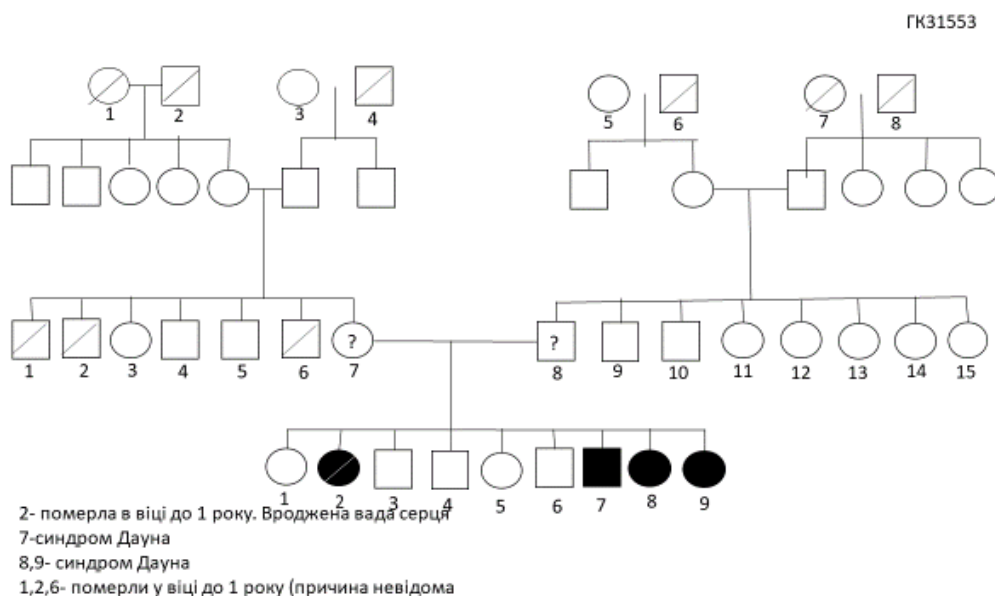 ГК31553
1 2 3 4 5 6 7 8
? ?
1 2 3 4 5 6 7 8 9 10 11 12 13 14 15
1 2 3 4 5 6 7 8 9
2- померла в віці до 1 року. Вроджена вада серця
7-синдром Дауна
8,9- синдром Дауна
1,2,6- померли у віці до 1 року (причина невідома